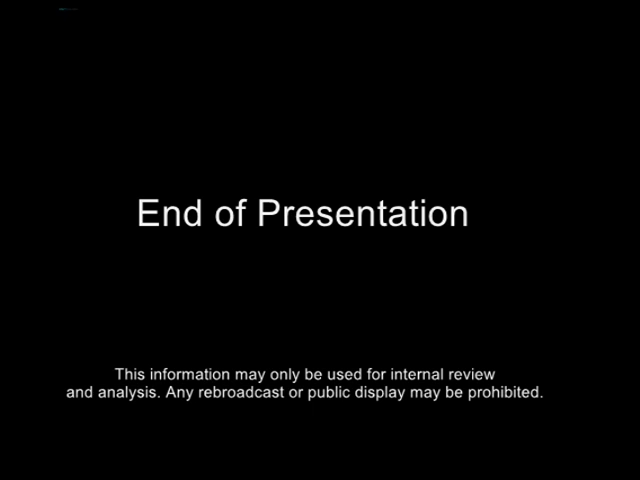 End of Presentation
This information may only be used for internal review
and analysis. Any rebroadcast or public display may be prohibited.